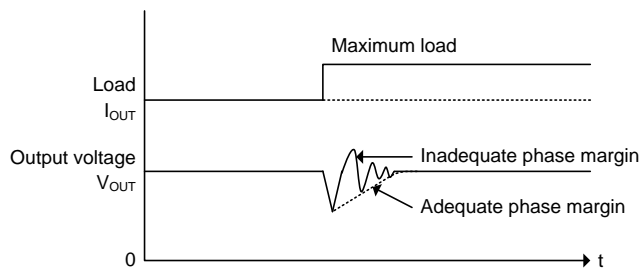 Maximum load
Load
IOUT
Output voltage
VOUT
Inadequate phase margin
Adequate phase margin
0
t